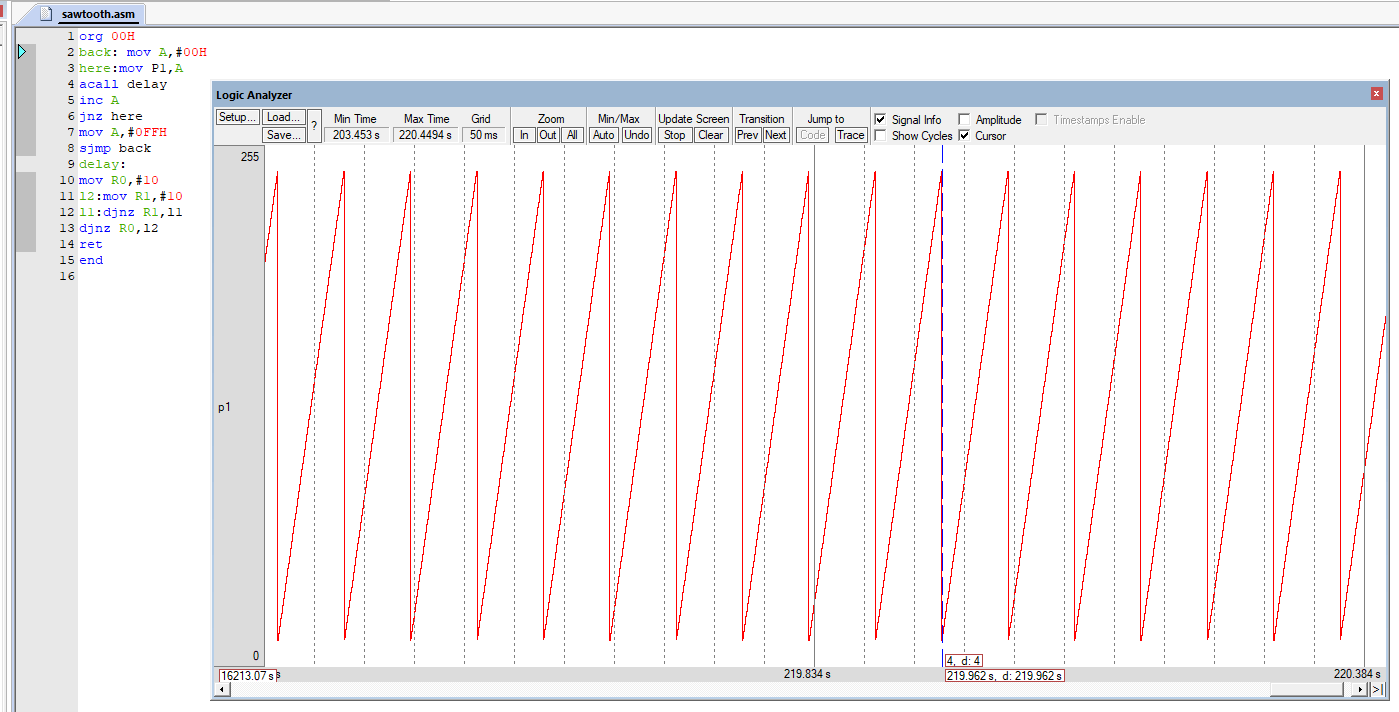 sawtooth.asm
1 org 00H
2 back: mov A,#00H
3 here:mov P1,A
4 acall delay
5 inc A
6 jnz here
7 mov A,#0FFH
8 sjmp back
9 delay:
10 mov R0,#10
11 l2:mov R1,#10
12 l1:djnz R1,l1
13 djnz R0,l2
14 ret
15 end
16
Logic Analyzer
Setup... Load... ? Min Time Max Time Grid Zoom Min/Max Update Screen Transition Jump to Signal Info Amplitude Timestamps Enable
Save... 203.453 s 220.4494 s 50 ms In Out All Auto Undo Stop Clear Prev Next Code Trace Show Cycles Cursor
255
p1
0
4, d: 4
16213.07 s s 219.834 s 219.962 s, d: 219.962 s 220.384 s